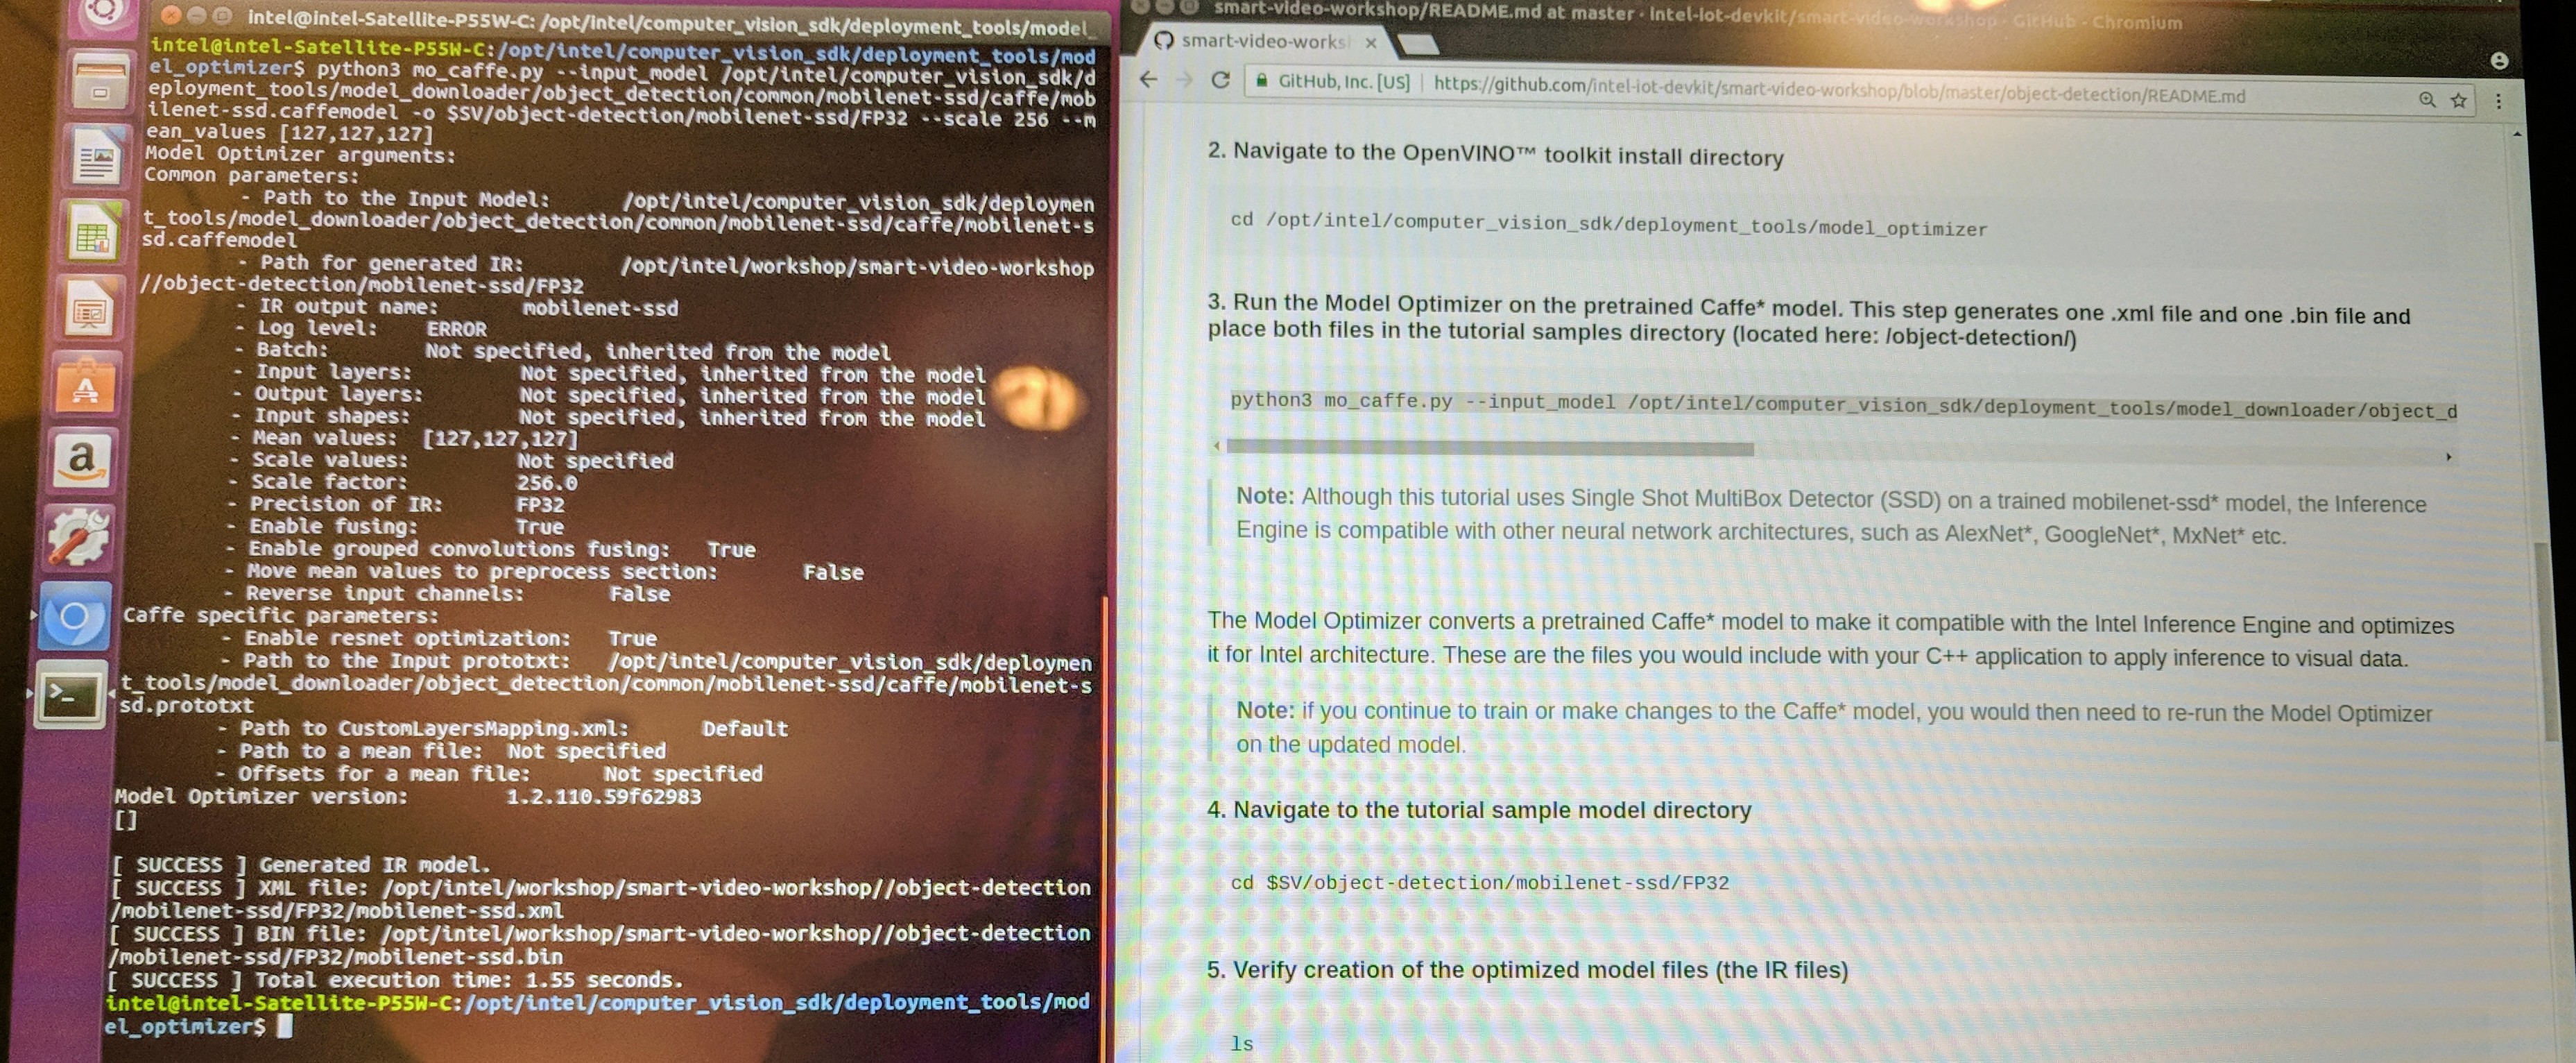 intel@intel-Satellite-P55W-C: /opt/intel/computer_vision_sdk/deployment_tools/model_
intel@intel-Satellite-P55W-C:/opt/intel/computer_vision_sdk/deployment_tools/mod
el_optimizer$ python3 mo_caffe.py --input_model /opt/intel/computer_vision_sdk/d
eployment_tools/model_downloader/object_detection/common/mobilenet-ssd/caffe/mob
ilenet-ssd.caffemodel -o $SV/object-detection/mobilenet-ssd/FP32 --scale 256 --m
ean_values [127,127,127]
Model Optimizer arguments:
Common parameters:
- Path to the Input Model: /opt/intel/computer_vision_sdk/deploymen
t_tools/model_downloader/object_detection/common/mobilenet-ssd/caffe/mobilenet-s
sd.caffemodel
- Path for generated IR: /opt/intel/workshop/smart-video-workshop
//object-detection/mobilenet-ssd/FP32
- IR output name: mobilenet-ssd
- Log level: ERROR
- Batch: Not specified, inherited from the model
- Input layers: Not specified, inherited from the model
- Output layers: Not specified, inherited from the model
- Input shapes: Not specified, inherited from the model
- Mean values: [127,127,127]
- Scale values: Not specified
- Scale factor: 256.0
- Precision of IR: FP32
- Enable fusing: True
- Enable grouped convolutions fusing: True
- Move mean values to preprocess section: False
- Reverse input channels: False
Caffe specific parameters:
- Enable resnet optimization: True
- Path to the Input prototxt: /opt/intel/computer_vision_sdk/deploymen
t_tools/model_downloader/object_detection/common/mobilenet-ssd/caffe/mobilenet-s
sd.prototxt
- Path to CustomLayersMapping.xml: Default
- Path to a mean file: Not specified
- Offsets for a mean file: Not specified
Model Optimizer version: 1.2.110.59f62983
[]
[ SUCCESS ] Generated IR model.
[ SUCCESS ] XML file: /opt/intel/workshop/smart-video-workshop//object-detection
/mobilenet-ssd/FP32/mobilenet-ssd.xml
[ SUCCESS ] BIN file: /opt/intel/workshop/smart-video-workshop//object-detection
/mobilenet-ssd/FP32/mobilenet-ssd.bin
[ SUCCESS ] Total execution time: 1.55 seconds.
intel@intel-Satellite-P55W-C:/opt/intel/computer_vision_sdk/deployment_tools/mod
el_optimizer$
smart-video-workshop/README.md at master · intel-iot-devkit/smart-video-workshop · GitHub - Chromium
smart-video-works
GitHub, Inc. [US] | https://github.com/intel-iot-devkit/smart-video-workshop/blob/master/object-detection/README.md
2. Navigate to the OpenVINO™ toolkit install directory
cd /opt/intel/computer_vision_sdk/deployment_tools/model_optimizer
3. Run the Model Optimizer on the pretrained Caffe* model. This step generates one .xml file and one .bin file and
place both files in the tutorial samples directory (located here: /object-detection/)
python3 mo_caffe.py --input_model /opt/intel/computer_vision_sdk/deployment_tools/model_downloader/object_d
Note: Although this tutorial uses Single Shot MultiBox Detector (SSD) on a trained mobilenet-ssd* model, the Inference
Engine is compatible with other neural network architectures, such as AlexNet*, GoogleNet*, MxNet* etc.
The Model Optimizer converts a pretrained Caffe* model to make it compatible with the Intel Inference Engine and optimizes
it for Intel architecture. These are the files you would include with your C++ application to apply inference to visual data.
Note: if you continue to train or make changes to the Caffe* model, you would then need to re-run the Model Optimizer
on the updated model.
4. Navigate to the tutorial sample model directory
cd $SV/object-detection/mobilenet-ssd/FP32
5. Verify creation of the optimized model files (the IR files)
ls